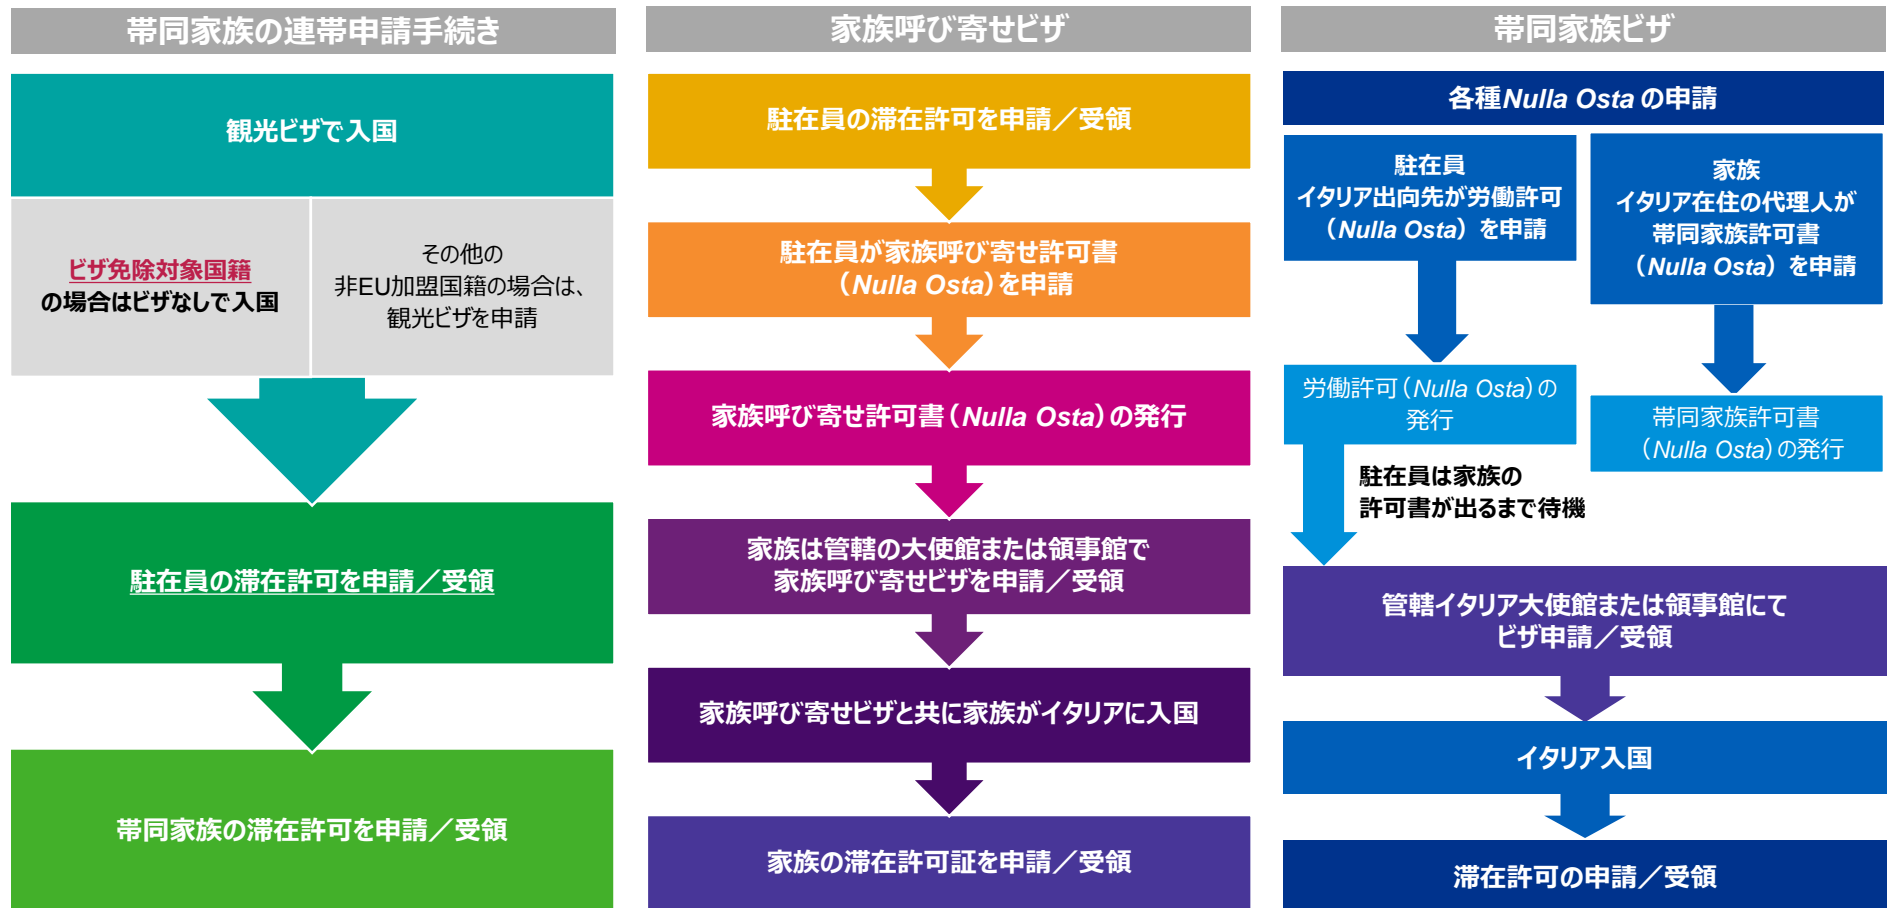 帯同家族の連帯申請手続き
観光ビザで入国
ビザ免除対象国籍
の場合はビザなしで入国
その他の
非EU加盟国籍の場合は、
観光ビザを申請
駐在員の滞在許可を申請／受領
帯同家族の滞在許可を申請／受領
家族呼び寄せビザ
駐在員の滞在許可を申請／受領
駐在員が家族呼び寄せ許可書
（Nulla Osta）を申請
家族呼び寄せ許可書（Nulla Osta）の発行
家族は管轄の大使館または領事館で
家族呼び寄せビザを申請／受領
家族呼び寄せビザと共に家族がイタリアに入国
家族の滞在許可証を申請／受領
帯同家族ビザ
各種Nulla Osta の申請
駐在員
イタリア出向先が労働許可
（Nulla Osta）を申請
家族
イタリア在住の代理人が
帯同家族許可書
（Nulla Osta）を申請
労働許可（Nulla Osta）の
発行
帯同家族許可書
（Nulla Osta）の発行
駐在員は家族の
許可書が出るまで待機
管轄イタリア大使館または領事館にて
ビザ申請／受領
イタリア入国
滞在許可の申請／受領